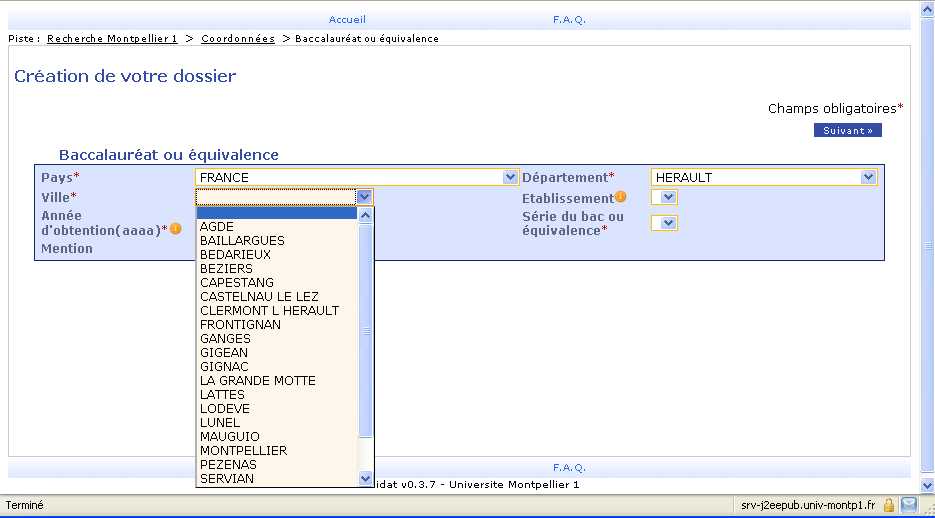 Accueil F.A.Q.
Piste : Recherche Montpellier 1 > Coordonnées > Baccalauréat ou équivalence
Création de votre dossier
Champs obligatoires*
Suivant »
Baccalauréat ou équivalence
Pays* FRANCE Département* HERAULT
Ville* Etablissement
Année d'obtention(aaaa)* Série du bac ou équivalence*
Mention
AGDE
BAILLARGUES
BEDARIEUX
BEZIERS
CAPESTANG
CASTELNAU LE LEZ
CLERMONT L HERAULT
FRONTIGNAN
GANGES
GIGEAN
GIGNAC
LA GRANDE MOTTE
LATTES
LODEVE
LUNEL
MAUGUIO
MONTPELLIER
PEZENAS
SERVIAN
F.A.Q.
idat v0.3.7 - Universite Montpellier 1
Terminé srv-j2eepub.univ-montp1.fr